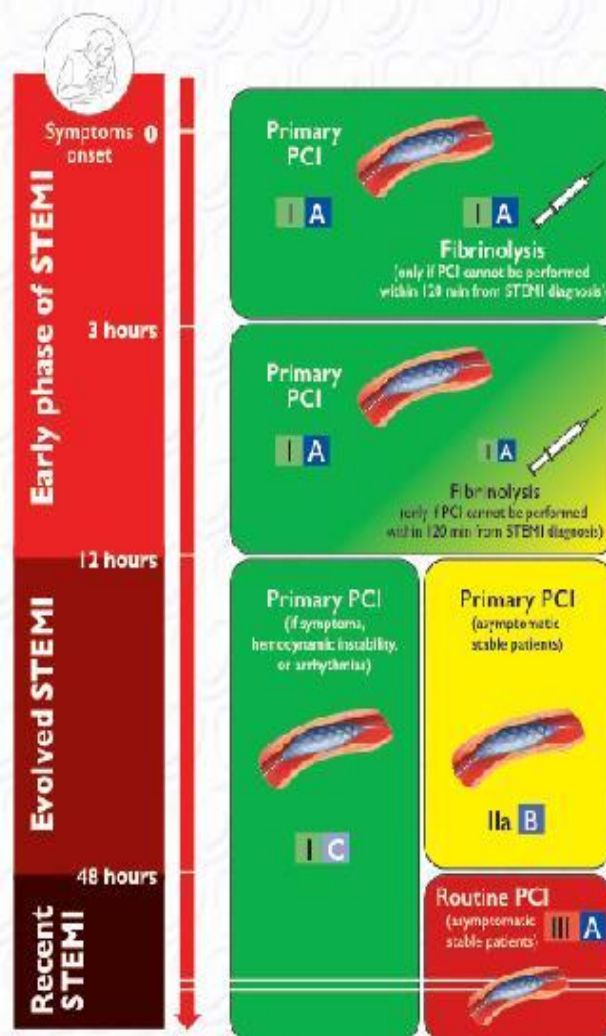 Symptoms 0
onset
Early phase of STEMI
3 hours
12 hours
Evolved STEMI
48 hours
Recent
STEMI
Primary
PCI
I A
I A
Fibrinolysis
(only if PCI cannot be performed
within 120 min from STEMI diagnosis)
Primary
PCI
I A
I A
Fibrinolysis
(only if PCI cannot be performed
within 120 min from STEMI diagnosis)
Primary PCI
(if symptoms,
hemodynamic instability,
or arrhythmias)
I C
Primary PCI
(asymptomatic
stable patients)
IIa B
Routine PCI
(asymptomatic
stable patients)
III A